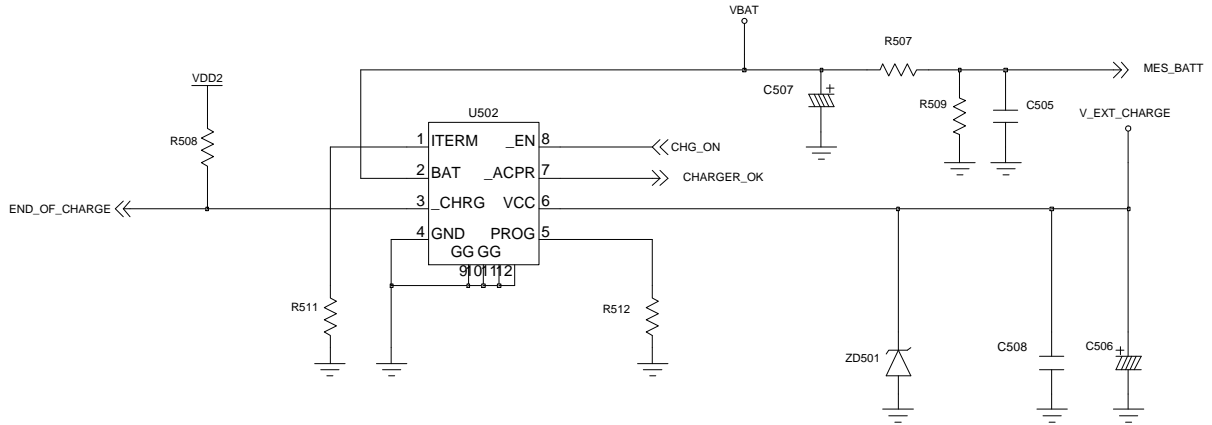 VBAT
R507
MES_BATT
VDD2
C507
+
R509
C505
V_EXT_CHARGE
U502
R508
1 ITERM _EN 8
CHG_ON
2 BAT _ACPR 7
CHARGER_OK
END_OF_CHARGE
3 _CHRG VCC 6
4 GND PROG 5
GG GG
9 10 11 12
R511
R512
ZD501
C508
C506
+